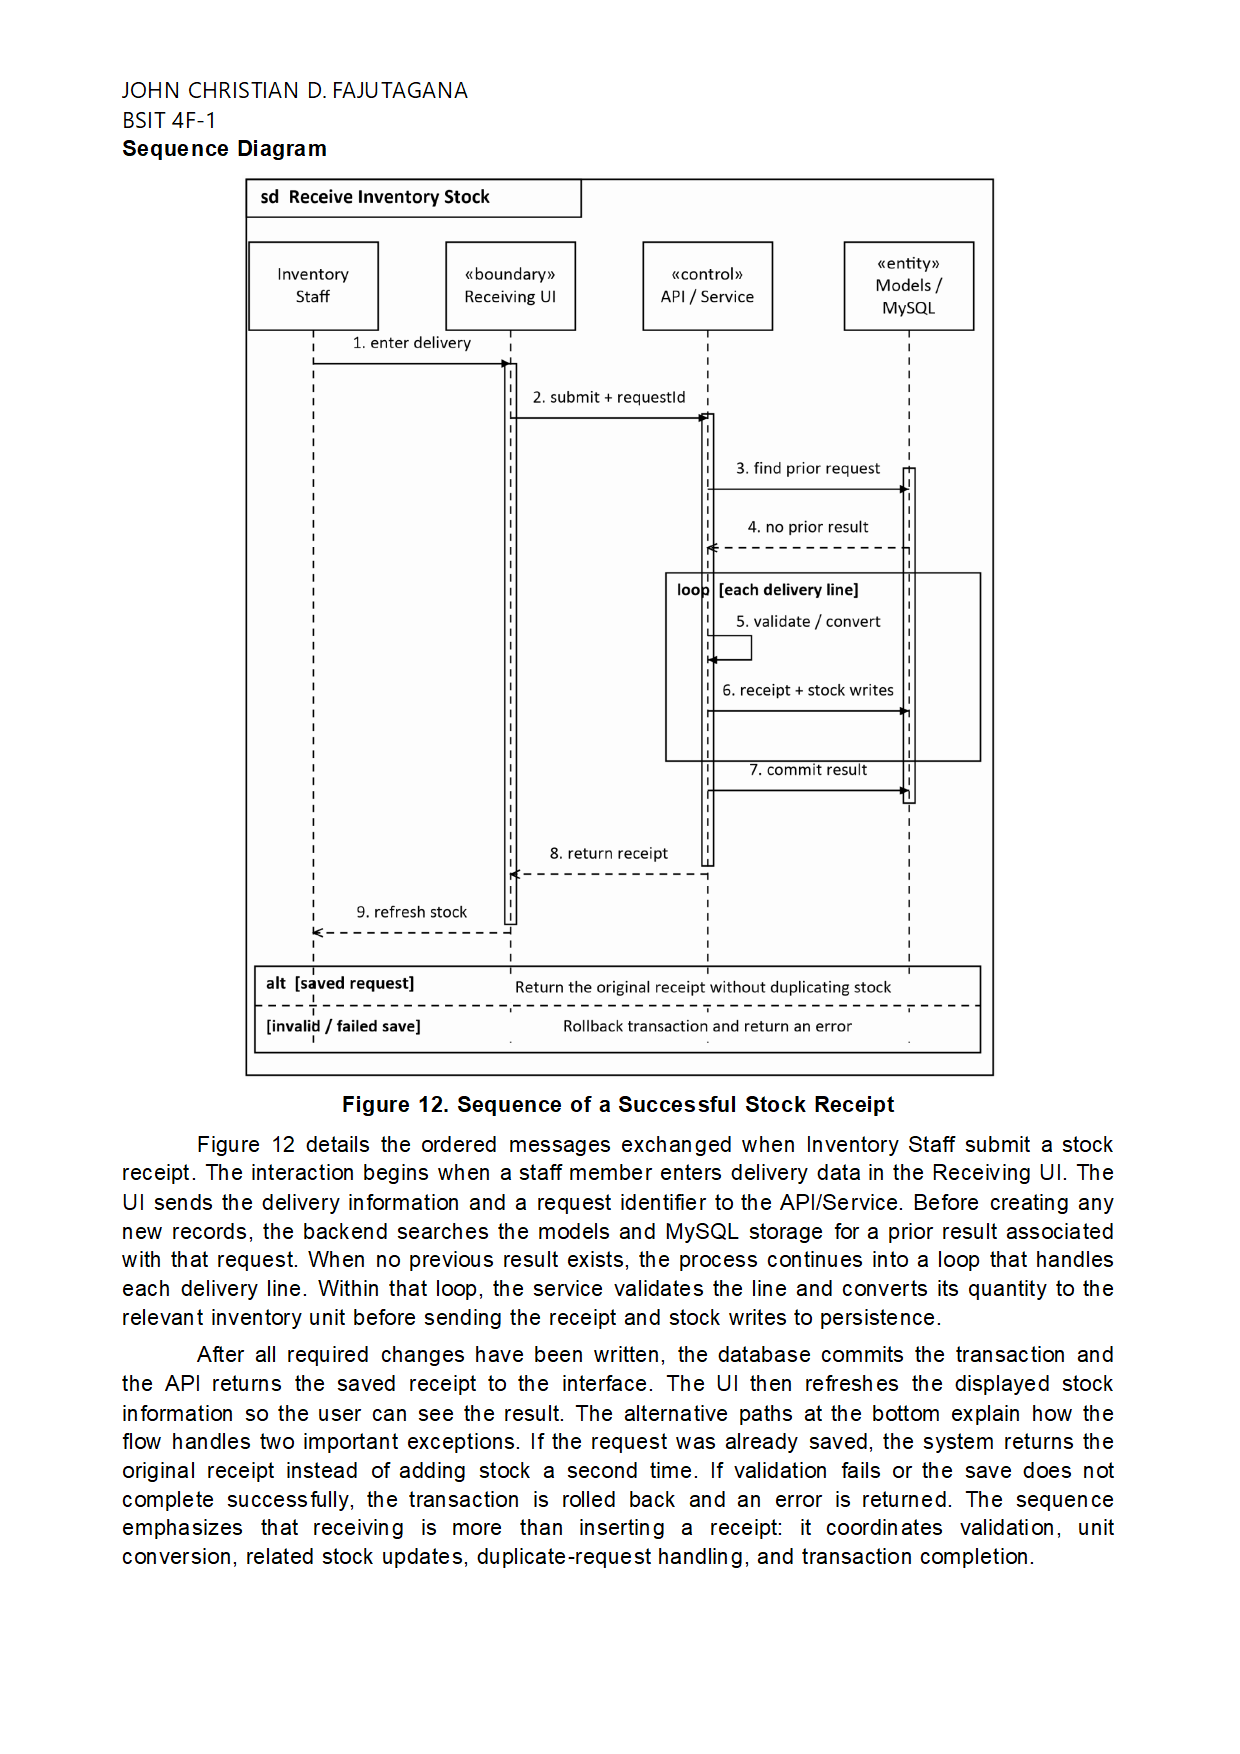 JOHN CHRISTIAN D. FAJUTAGANA
BSIT 4F-1
Sequence Diagram
sd Receive Inventory Stock
Inventory
Staff
«boundary»
Receiving UI
«control»
API / Service
«entity»
Models /
MySQL
1. enter delivery
2. submit + requestId
3. find prior request
4. no prior result
loop [each delivery line]
5. validate / convert
6. receipt + stock writes
7. commit result
8. return receipt
9. refresh stock
alt [saved request]
Return the original receipt without duplicating stock
[invalid / failed save]
Rollback transaction and return an error
Figure 12. Sequence of a Successful Stock Receipt
Figure 12 details the ordered messages exchanged when Inventory Staff submit a stock
receipt. The interaction begins when a staff member enters delivery data in the Receiving UI. The
UI sends the delivery information and a request identifier to the API/Service. Before creating any
new records, the backend searches the models and MySQL storage for a prior result associated
with that request. When no previous result exists, the process continues into a loop that handles
each delivery line. Within that loop, the service validates the line and converts its quantity to the
relevant inventory unit before sending the receipt and stock writes to persistence.
After all required changes have been written, the database commits the transaction and
the API returns the saved receipt to the interface. The UI then refreshes the displayed stock
information so the user can see the result. The alternative paths at the bottom explain how the
flow handles two important exceptions. If the request was already saved, the system returns the
original receipt instead of adding stock a second time. If validation fails or the save does not
complete successfully, the transaction is rolled back and an error is returned. The sequence
emphasizes that receiving is more than inserting a receipt: it coordinates validation, unit
conversion, related stock updates, duplicate-request handling, and transaction completion.